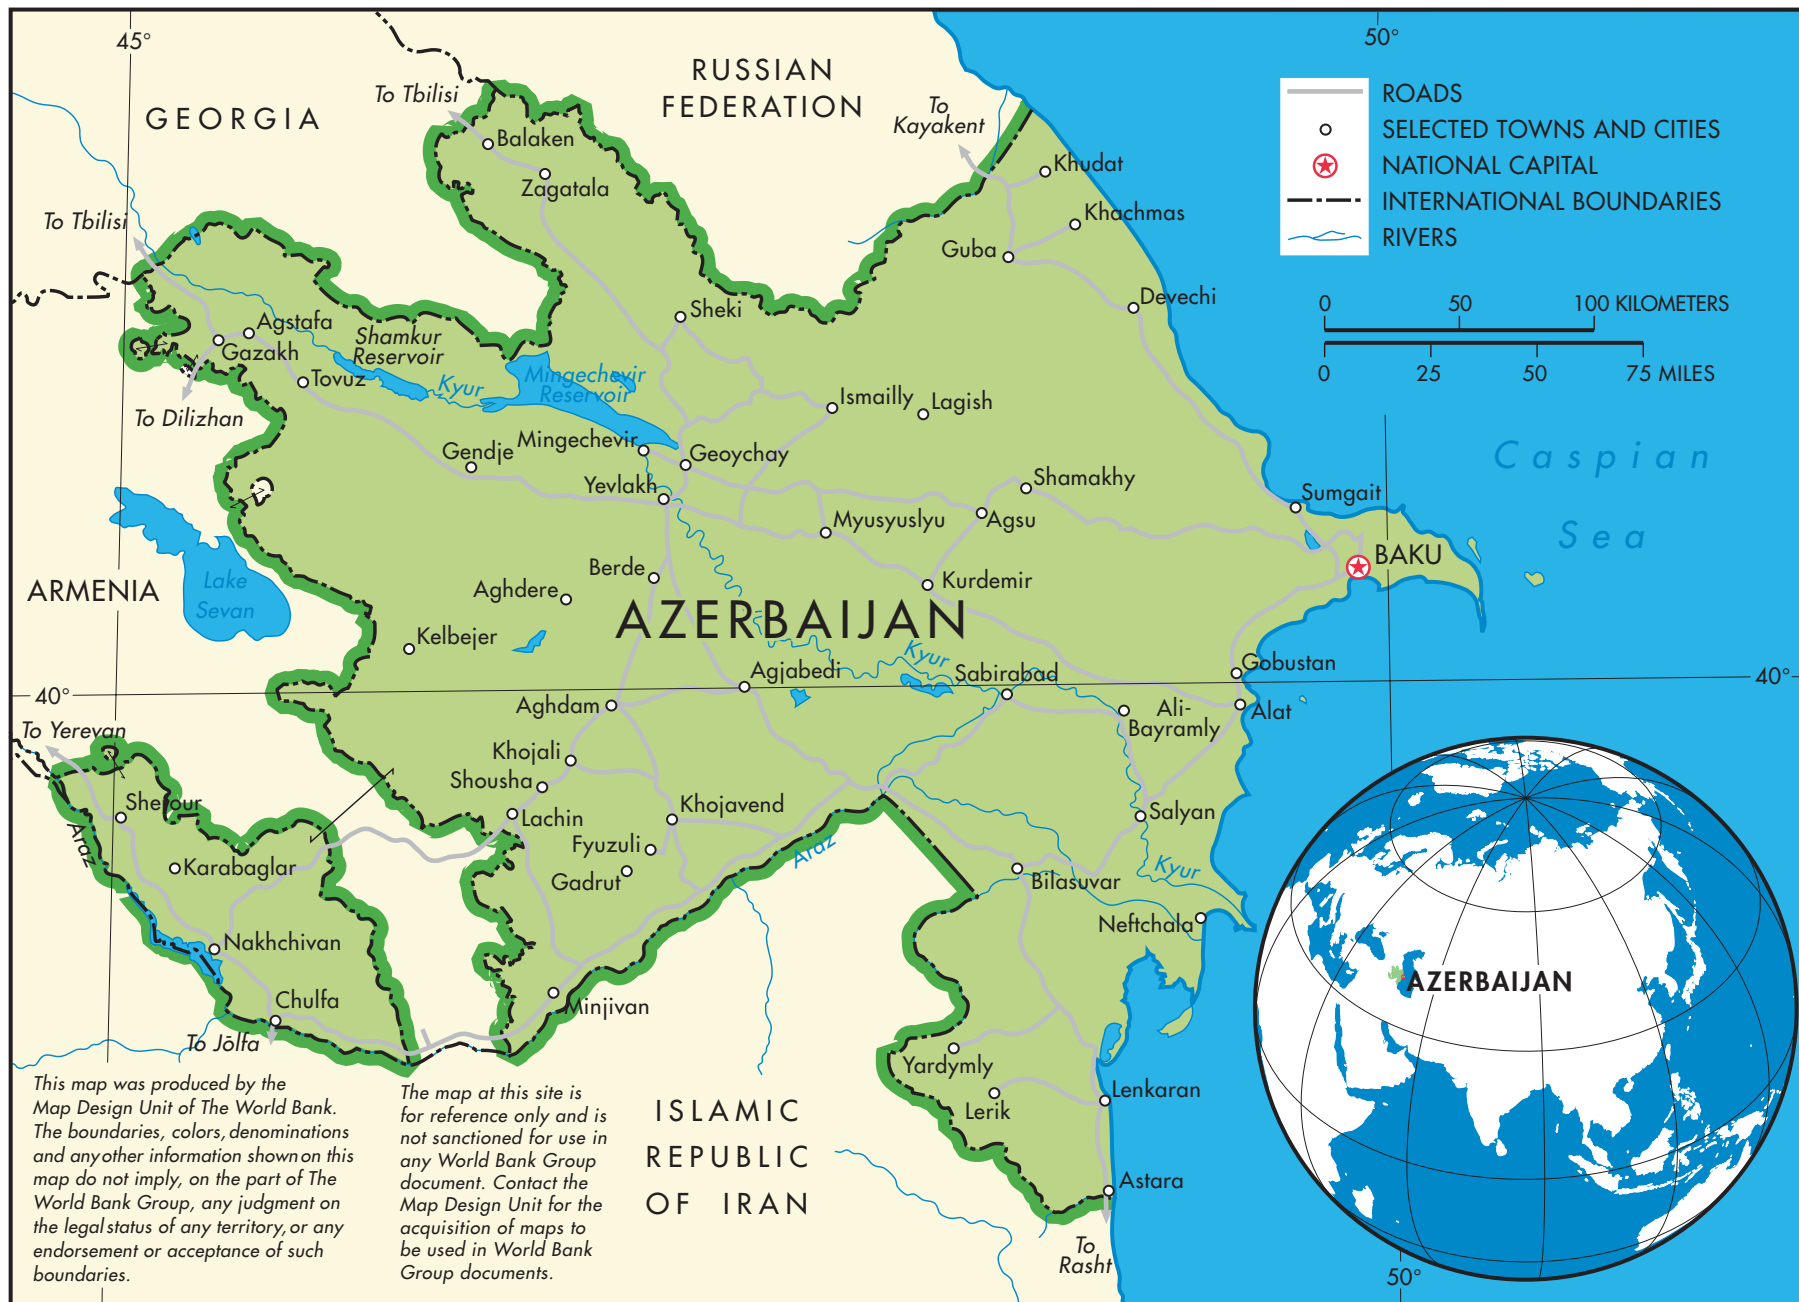 45°
50°
GEORGIA
RUSSIAN
FEDERATION
To Tbilisi
To
Kayakent
ROADS
SELECTED TOWNS AND CITIES
NATIONAL CAPITAL
INTERNATIONAL BOUNDARIES
RIVERS
Balaken
Zagatala
Khudat
Khachmas
Guba
To Tbilisi
Devechi
0 50 100 KILOMETERS
0 25 50 75 MILES
Sheki
Agstafa
Gazakh
Tovuz
Shamkur
Reservoir
Kyur
Mingechevir
Reservoir
To Dilizhan
Ismailly
Lagish
Mingechevir
Gendje
Geoychay
Yevlakh
Shamakhy
Agsu
Myusyuslyu
Sumgait
Caspian
Sea
BAKU
ARMENIA
Lake
Sevan
Berde
Aghdere
Kurdemir
AZERBAIJAN
Kelbejer
Kyur
Gobustan
Agjabedi
Sabirabad
40°
40°
Aghdam
Ali-
Bayramly
Alat
To Yerevan
Khojali
Shousha
Lachin
Khojavend
Salyan
Sherour
Araz
Fyuzuli
Gadrut
Araz
Karabaglar
Bilasuvar
Kyur
Neftchala
Nakhchivan
AZERBAIJAN
Chulfa
Minjivan
To Jōlfa
Yardymly
Lerik
Lenkaran
Astara
To
Rasht
ISLAMIC
REPUBLIC
OF IRAN
50°
This map was produced by the
Map Design Unit of The World Bank.
The boundaries, colors, denominations
and any other information shown on this
map do not imply, on the part of The
World Bank Group, any judgment on
the legal status of any territory, or any
endorsement or acceptance of such
boundaries.
The map at this site is
for reference only and is
not sanctioned for use in
any World Bank Group
document. Contact the
Map Design Unit for the
acquisition of maps to
be used in World Bank
Group documents.